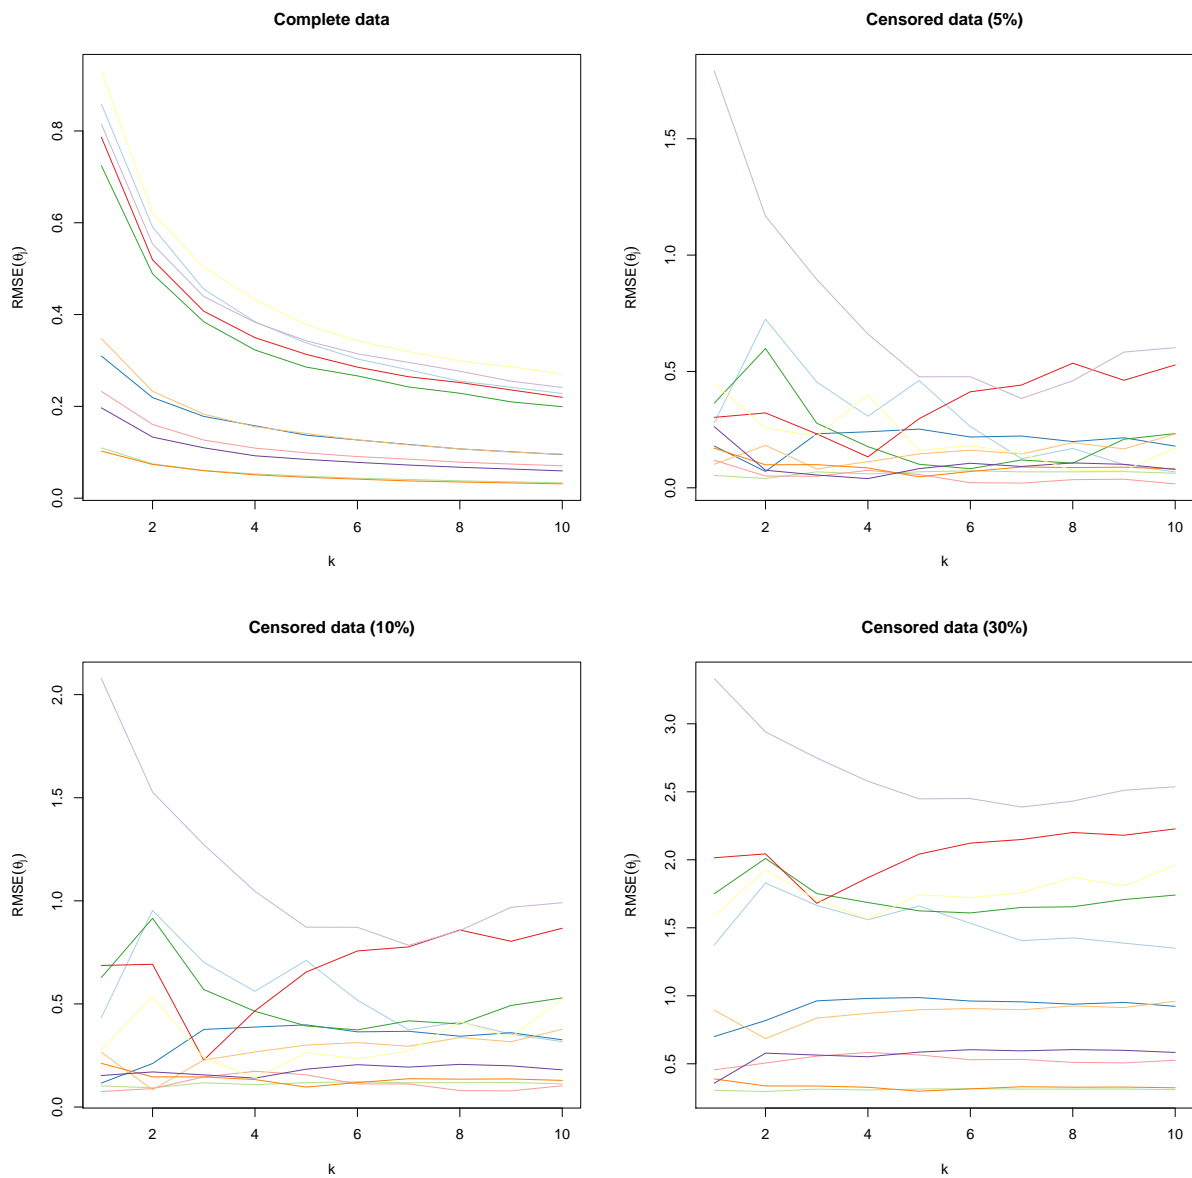 Complete data
RMSE(θj)
0.0 0.2 0.4 0.6 0.8
2 4 6 8 10
k
Censored data (5%)
RMSE(θj)
0.0 0.5 1.0 1.5
2 4 6 8 10
k
Censored data (10%)
RMSE(θj)
0.0 0.5 1.0 1.5 2.0
2 4 6 8 10
k
Censored data (30%)
RMSE(θj)
0.5 1.0 1.5 2.0 2.5 3.0
2 4 6 8 10
k